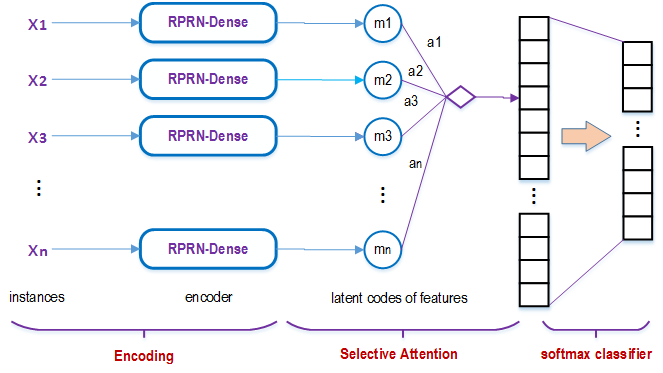 X1 RPRN-Dense m1
a1
X2 RPRN-Dense m2 a2
a3
X3 RPRN-Dense m3
an
Xn RPRN-Dense mn
instances encoder latent codes of features
Encoding Selective Attention softmax classifier